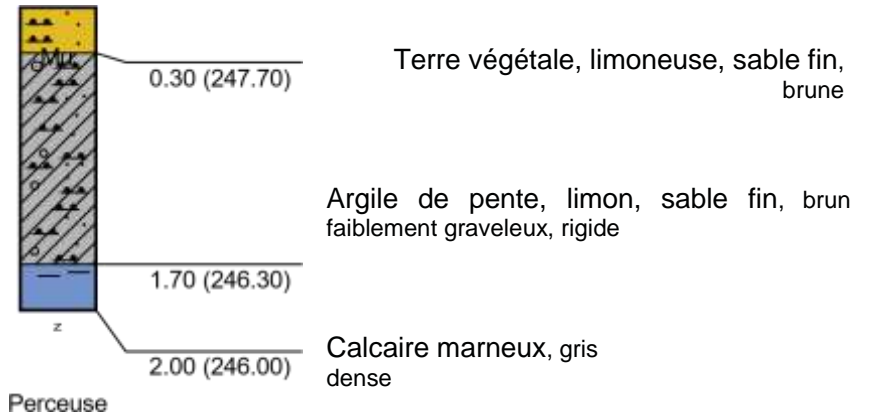 Mu
0.30 (247.70)
Terre végétale, limoneuse, sable fin,
brune
Argile de pente, limon, sable fin, brun
faiblement graveleux, rigide
1.70 (246.30)
z
2.00 (246.00)
Calcaire marneux, gris
dense
Perceuse